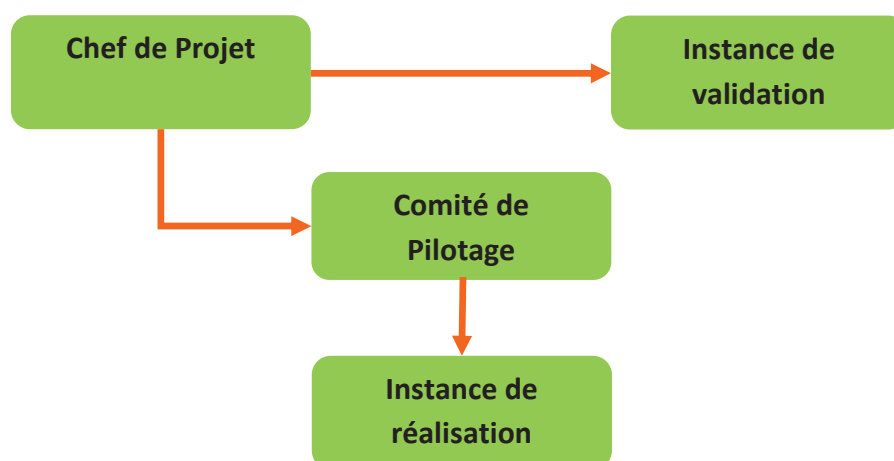 Chef de Projet
Instance de
validation
Comité de
Pilotage
Instance de
réalisation